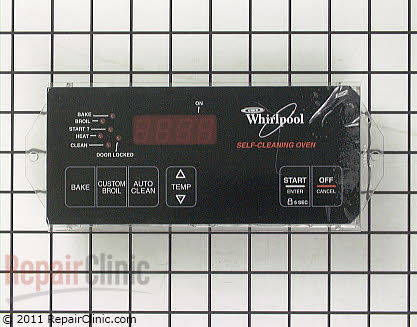 ON
BAKE
BROIL
START ?
HEAT
CLEAN
DOOR LOCKED
Whirlpool
SELF-CLEANING OVEN
BAKE
CUSTOM BROIL
AUTO CLEAN
TEMP
START
ENTER
5 SEC
OFF
CANCEL
RepairClinic
© 2011 RepairClinic.com